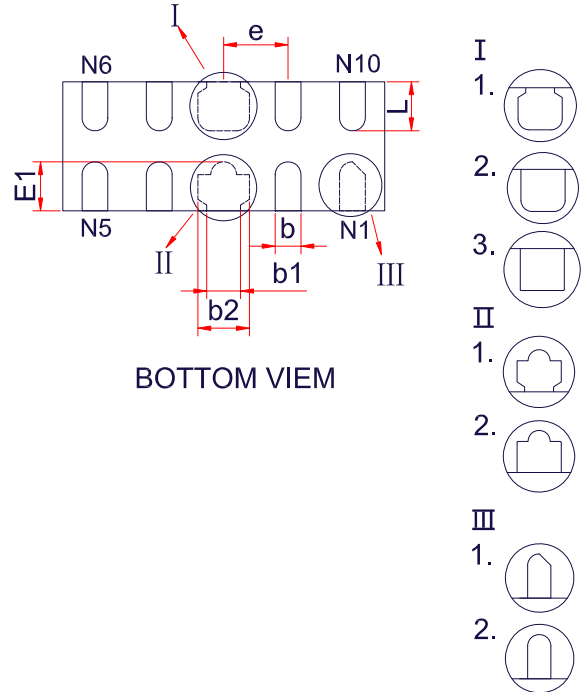 I
e
N6
N10
L
E1
N5
b
N1
II
b1
III
b2
BOTTOM VIEM
I
1.
2.
3.
II
1.
2.
III
1.
2.